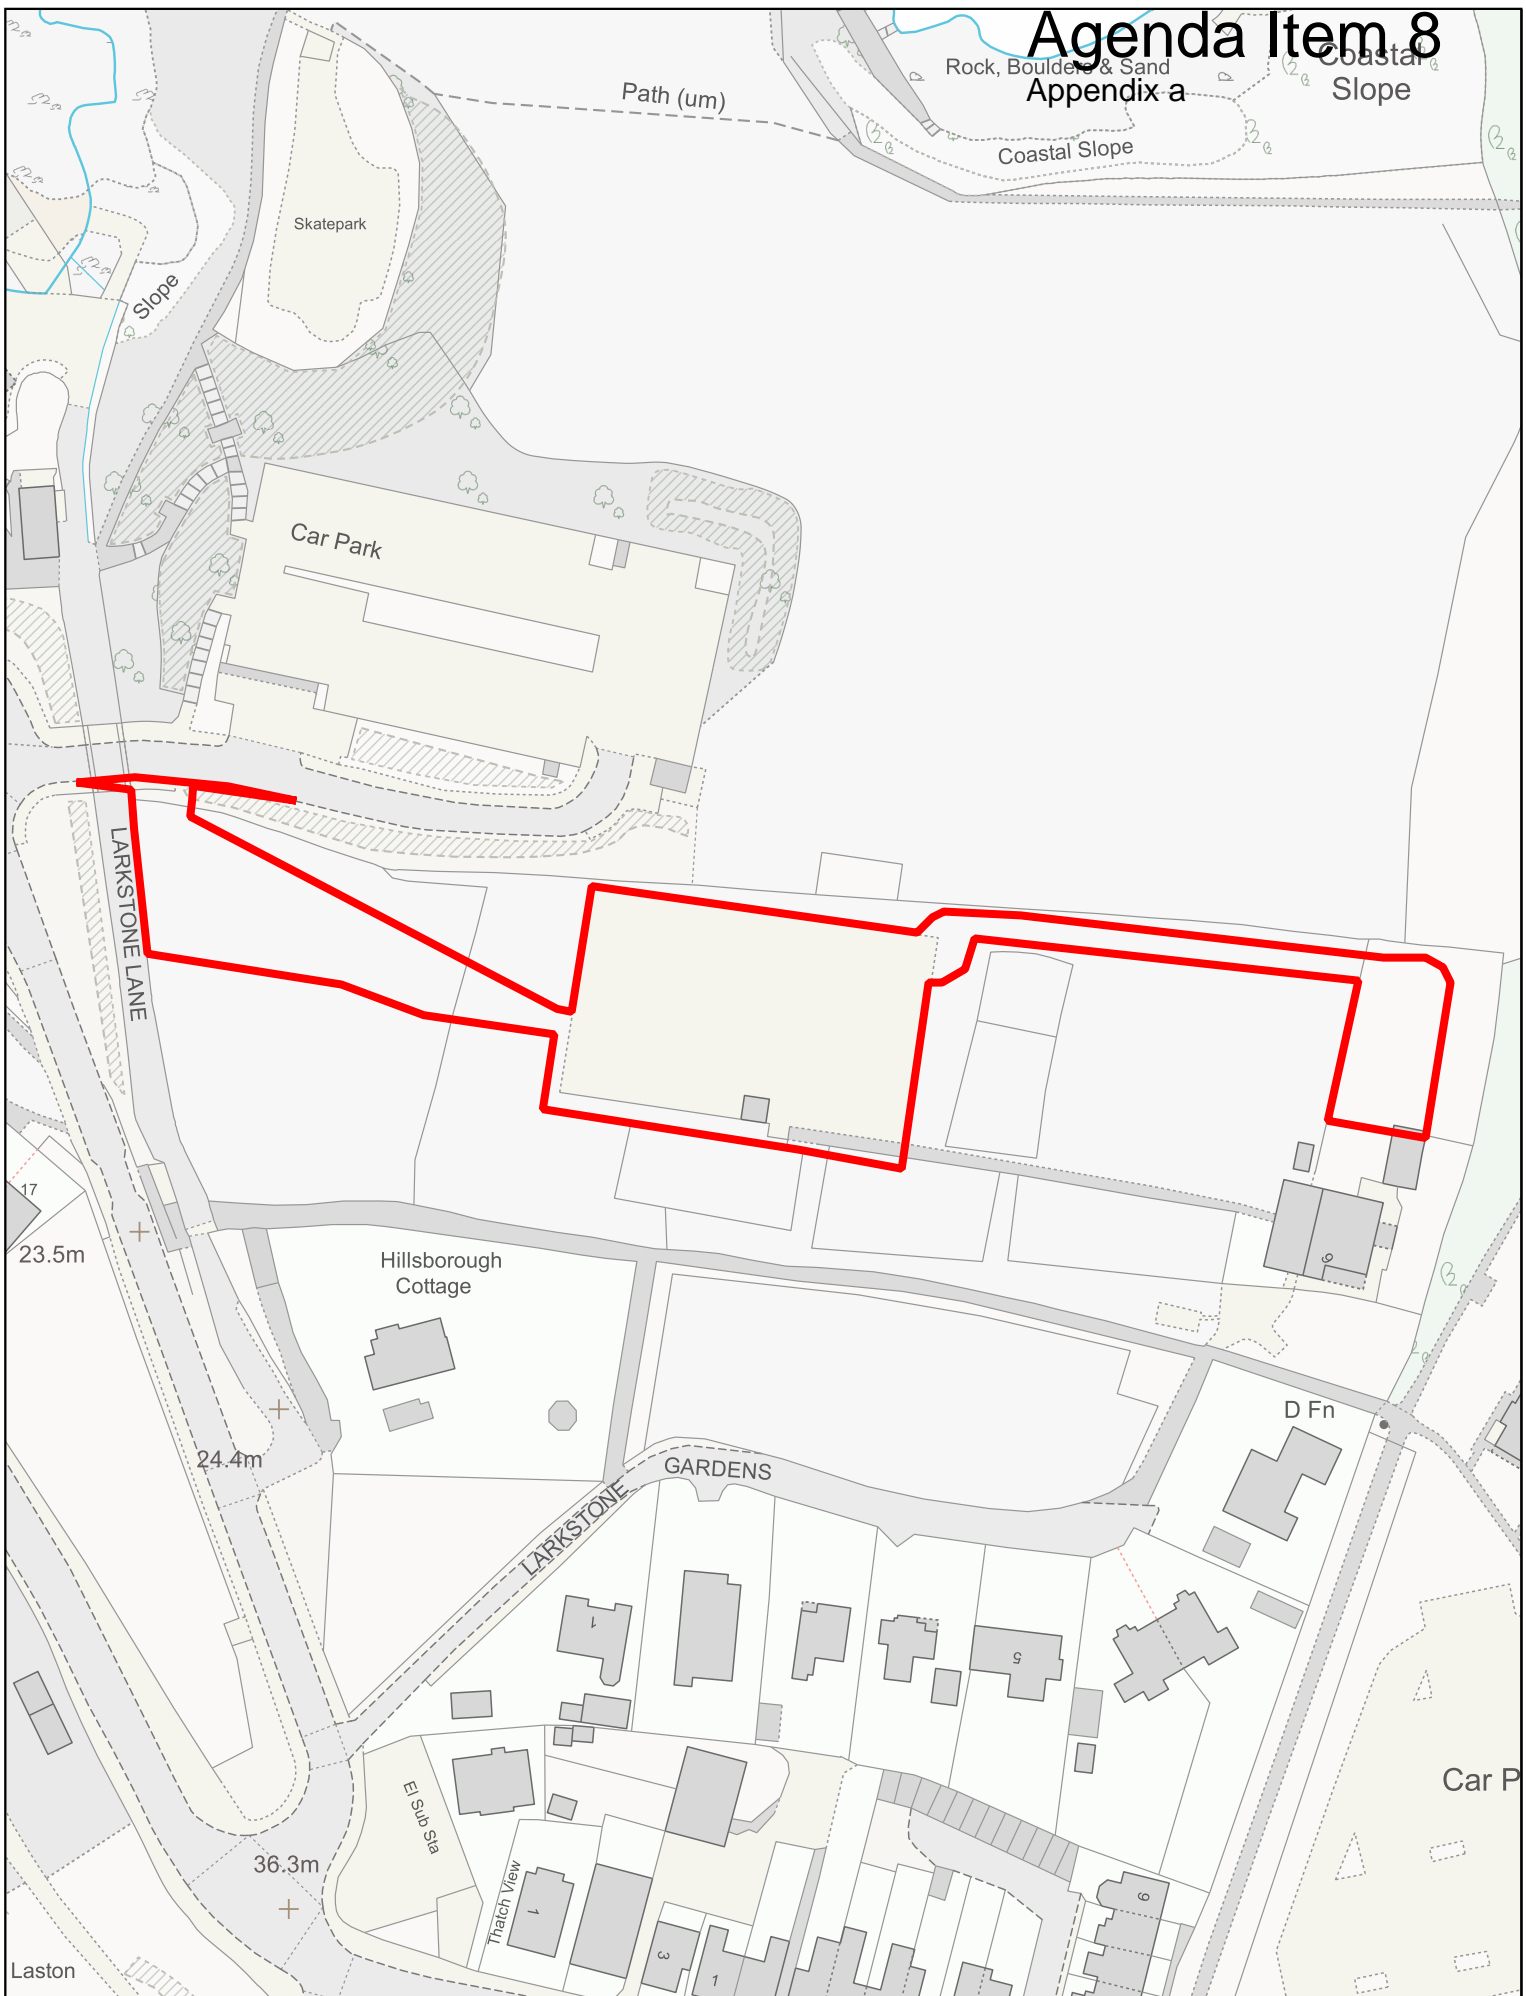 Agenda Item 8
Appendix a
Rock, Boulders & Sand
Coastal
Slope
Path (um)
Coastal Slope
Skatepark
Slope
Car Park
LARKSTONE LANE
17
23.5m
Hillsborough
Cottage
9
D Fn
24.4m
GARDENS
LARKSTONE
1
5
El Sub Sta
Car P
36.3m
Thatch View
1
9
3
1
Laston